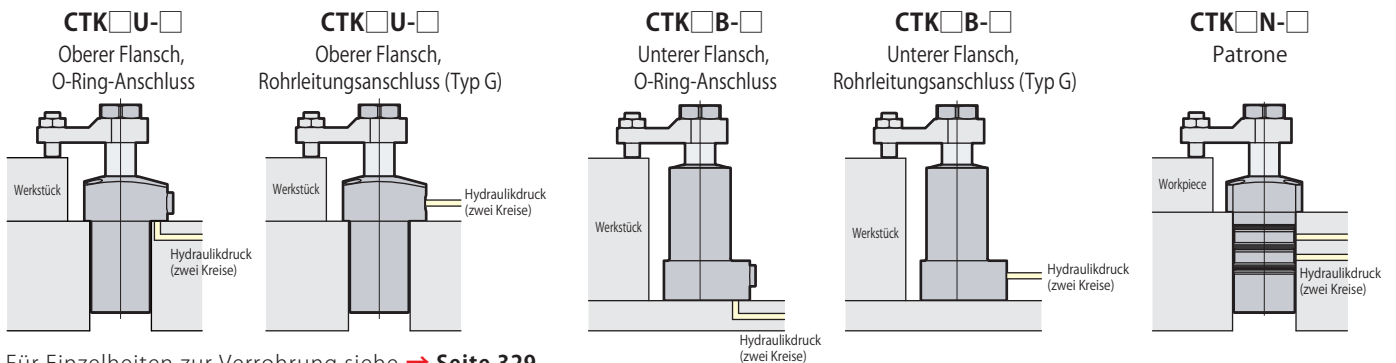 CTK□U-□
Oberer Flansch,
O-Ring-Anschluss
Werkstück
Hydraulikdruck
(zwei Kreise)
CTK□U-□
Oberer Flansch,
Rohrleitungsanschluss (Typ G)
Werkstück
Hydraulikdruck
(zwei Kreise)
CTK□B-□
Unterer Flansch,
O-Ring-Anschluss
Werkstück
Hydraulikdruck
(zwei Kreise)
CTK□B-□
Unterer Flansch,
Rohrleitungsanschluss (Typ G)
Werkstück
Hydraulikdruck
(zwei Kreise)
CTK□N-□
Patrone
Workpiece
Hydraulikdruck
(zwei Kreise)
Für Einzelheiten zur Verrohrung siehe → Seite 329